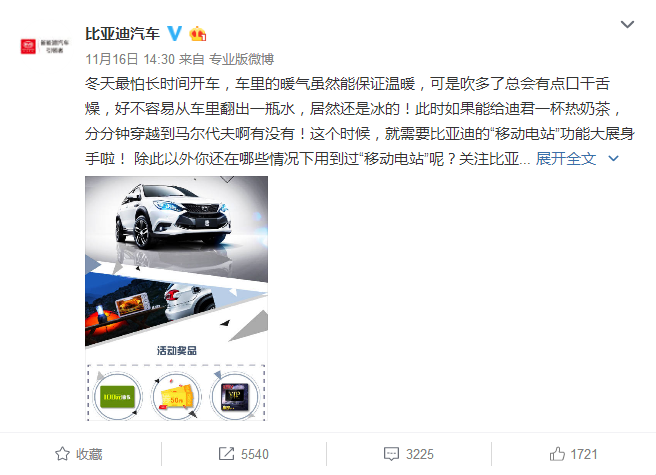 比亚迪汽车
11月16日 14:30 来自 专业版微博
冬天最怕长时间开车，车里的暖气虽然能保证温暖，可是吹多了总会有点口干舌
燥，好不容易从车里翻出一瓶水，居然还是冰的！此时如果能给迪君一杯热奶茶，
分分钟穿越到马尔代夫啊有没有！这个时候，就需要比亚迪的“移动电站”功能大展身
手啦！ 除此以外你还在哪些情况下用到过“移动电站”呢？关注比亚... 展开全文
活动奖品
100元
50元
VIP
收藏
5540
3225
1721